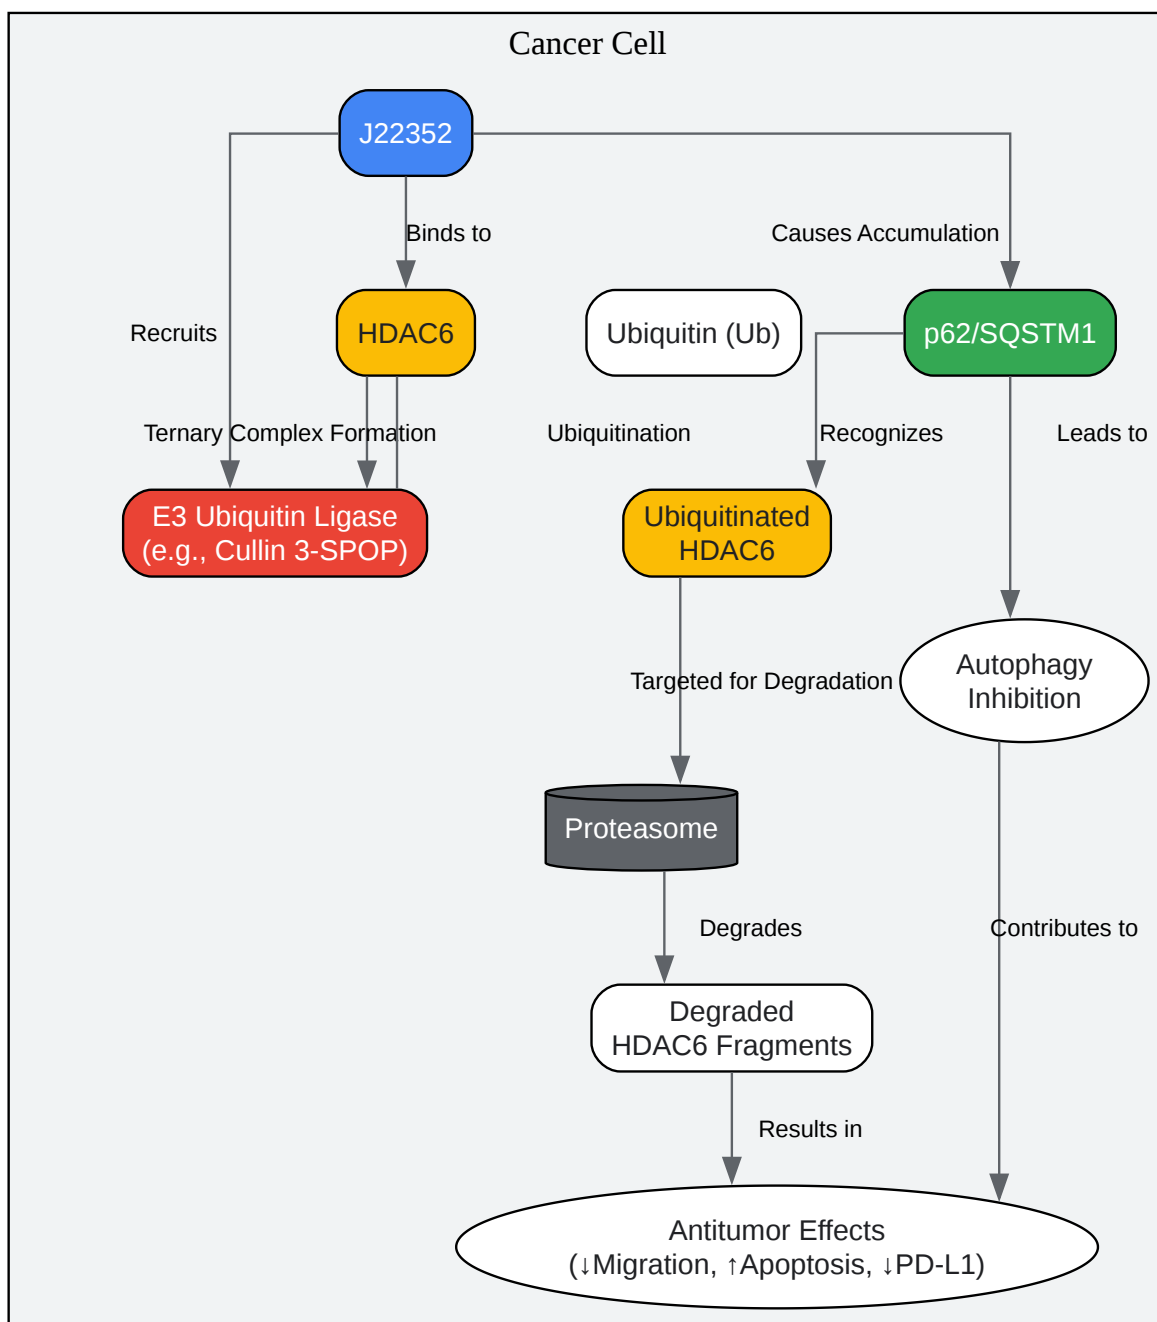 Cancer Cell
J22352
Binds to
Causes Accumulation
Recruits
HDAC6
Ubiquitin (Ub)
p62/SQSTM1
Ternary Complex Formation
Ubiquitination
Recognizes
Leads to
E3 Ubiquitin Ligase
(e.g., Cullin 3-SPOP)
Ubiquitinated
HDAC6
Targeted for Degradation
Autophagy
Inhibition
Proteasome
Degrades
Contributes to
Degraded
HDAC6 Fragments
Results in
Antitumor Effects
(↓Migration, ↑Apoptosis, ↓PD-L1)